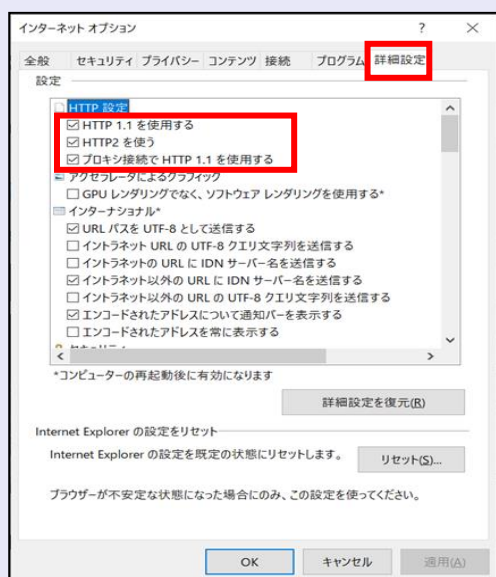 インターネット オプション
全般 セキュリティ プライバシー コンテンツ 接続 プログラム 詳細設定
設定
HTTP 設定
HTTP 1.1 を使用する
HTTP2 を使う
プロキシ接続で HTTP 1.1 を使用する
アクセラレータによるグラフィック
GPU レンダリングでなく、ソフトウェア レンダリングを使用する*
インターナショナル*
URL パスを UTF-8 として送信する
イントラネット URL の UTF-8 クエリ文字列を送信する
イントラネットの URL に IDN サーバー名を送信する
イントラネット以外の URL に IDN サーバー名を送信する
イントラネット以外の URL の UTF-8 クエリ文字列を送信する
エンコードされたアドレスについて通知バーを表示する
エンコードされたアドレスを常に表示する
*コンピューターの再起動後に有効になります
詳細設定を復元(R)
Internet Explorer の設定をリセット
Internet Explorer の設定を既定の状態にリセットします。
リセット(S)...
ブラウザーが不安定な状態になった場合にのみ、この設定を使ってください。
OK キャンセル 適用(A)